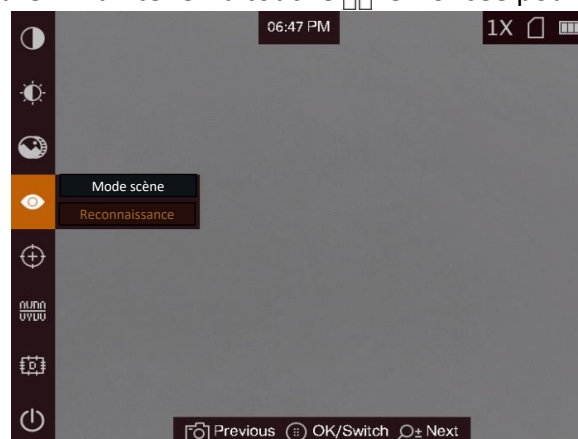 06:47 PM
1X
Mode scène
Reconnaissance
Previous OK/Switch Next